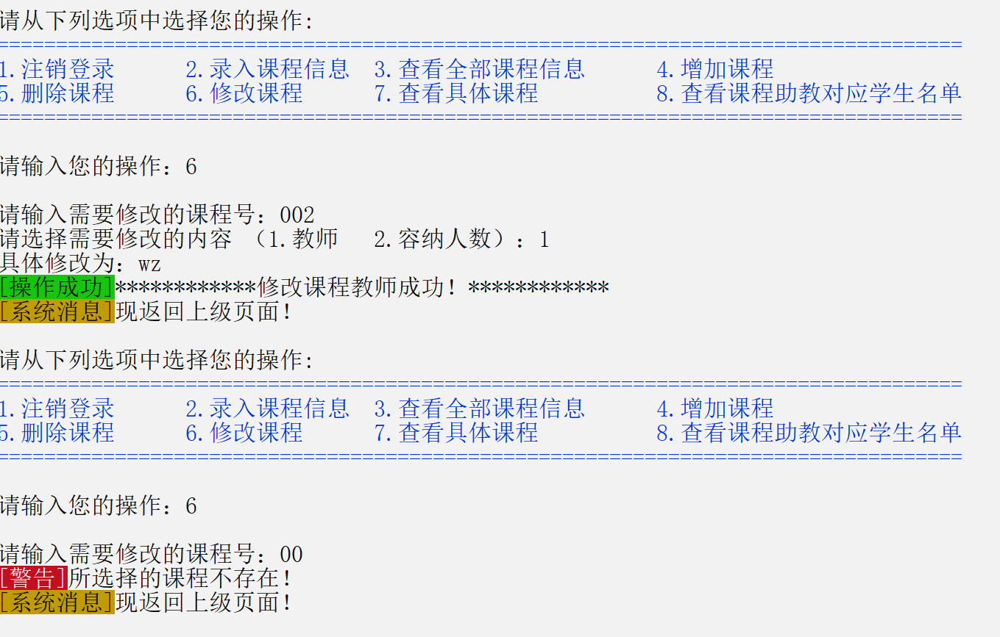 请从下列选项中选择您的操作:
==================================================================================
1.注销登录 2.录入课程信息 3.查看全部课程信息 4.增加课程
5.删除课程 6.修改课程 7.查看具体课程 8.查看课程助教对应学生名单
==================================================================================
请输入您的操作：6
请输入需要修改的课程号：002
请选择需要修改的内容 （1.教师 2.容纳人数）：1
具体修改为：wz
[操作成功]************修改课程教师成功！************
[系统消息]现返回上级页面！
请从下列选项中选择您的操作:
==================================================================================
1.注销登录 2.录入课程信息 3.查看全部课程信息 4.增加课程
5.删除课程 6.修改课程 7.查看具体课程 8.查看课程助教对应学生名单
==================================================================================
请输入您的操作：6
请输入需要修改的课程号：00
[警告]所选择的课程不存在！
[系统消息]现返回上级页面！